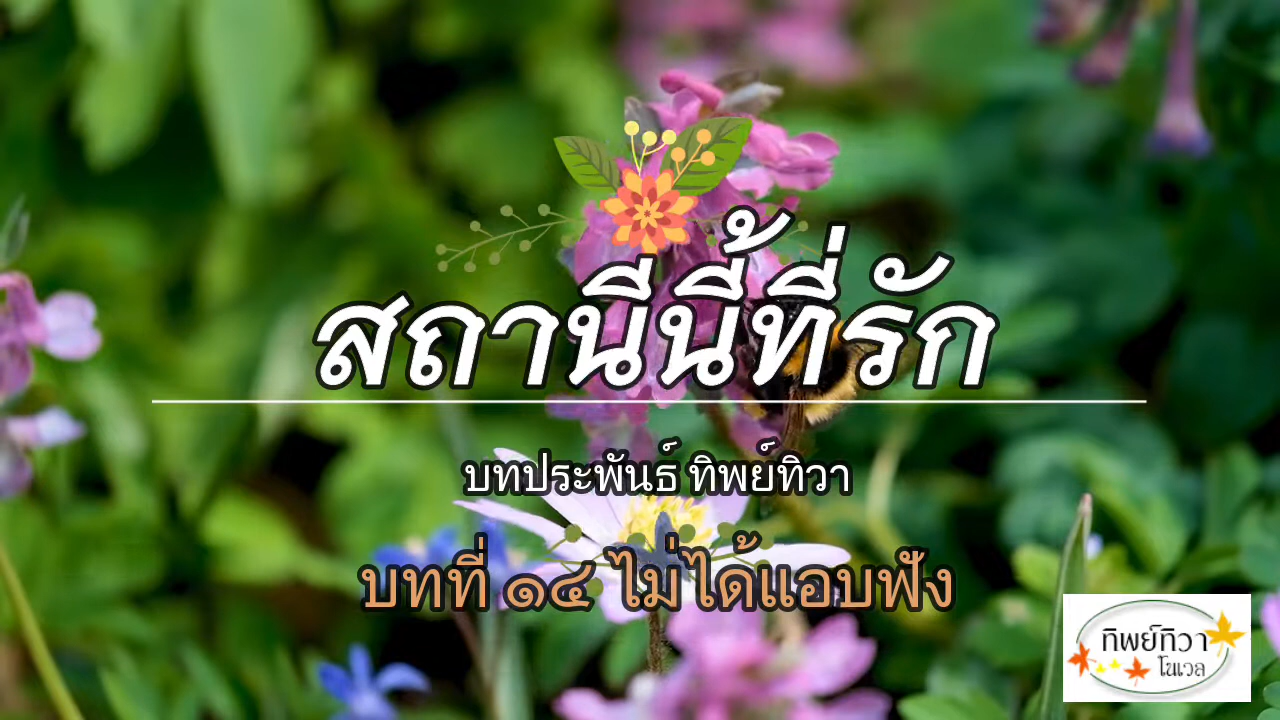 สถานีนี้ที่รัก
บทประพันธ์ ทิพย์ทิวา
บทที่ ๑๔ ไม่ได้แอบฟัง
ทิพย์ทิวา
โนเวล